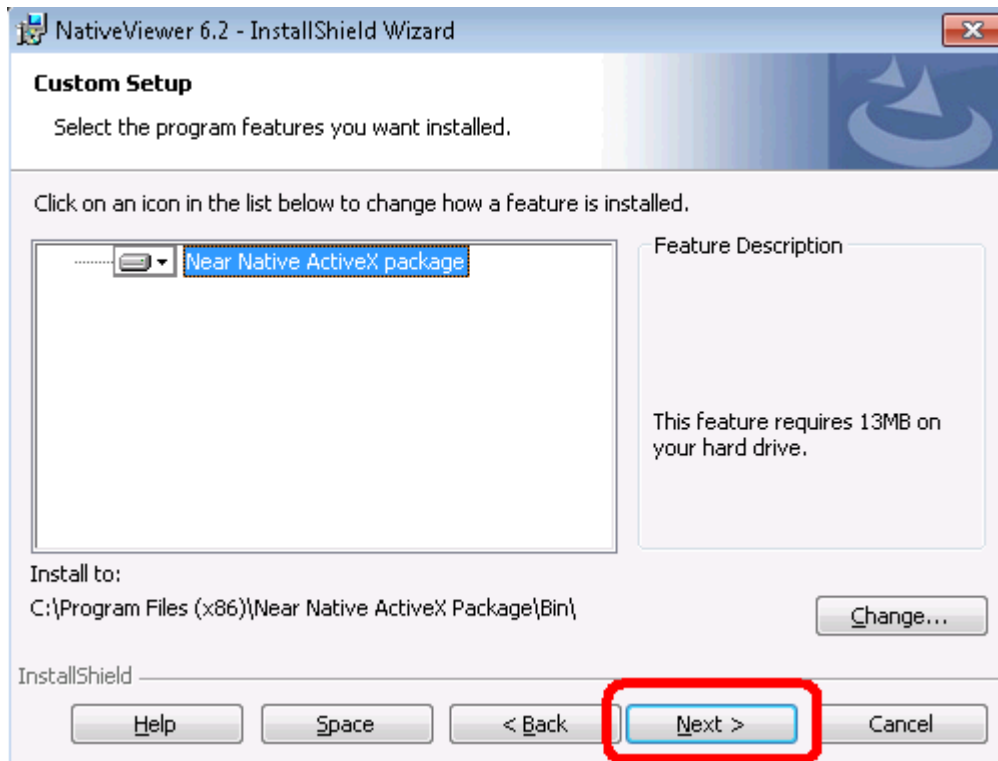 NativeViewer 6.2 - InstallShield Wizard
Custom Setup
Select the program features you want installed.
Click on an icon in the list below to change how a feature is installed.
Near Native ActiveX package
Feature Description
This feature requires 13MB on
your hard drive.
Install to:
C:\Program Files (x86)\Near Native ActiveX Package\Bin\
Change...
InstallShield
Help
Space
< Back
Next >
Cancel